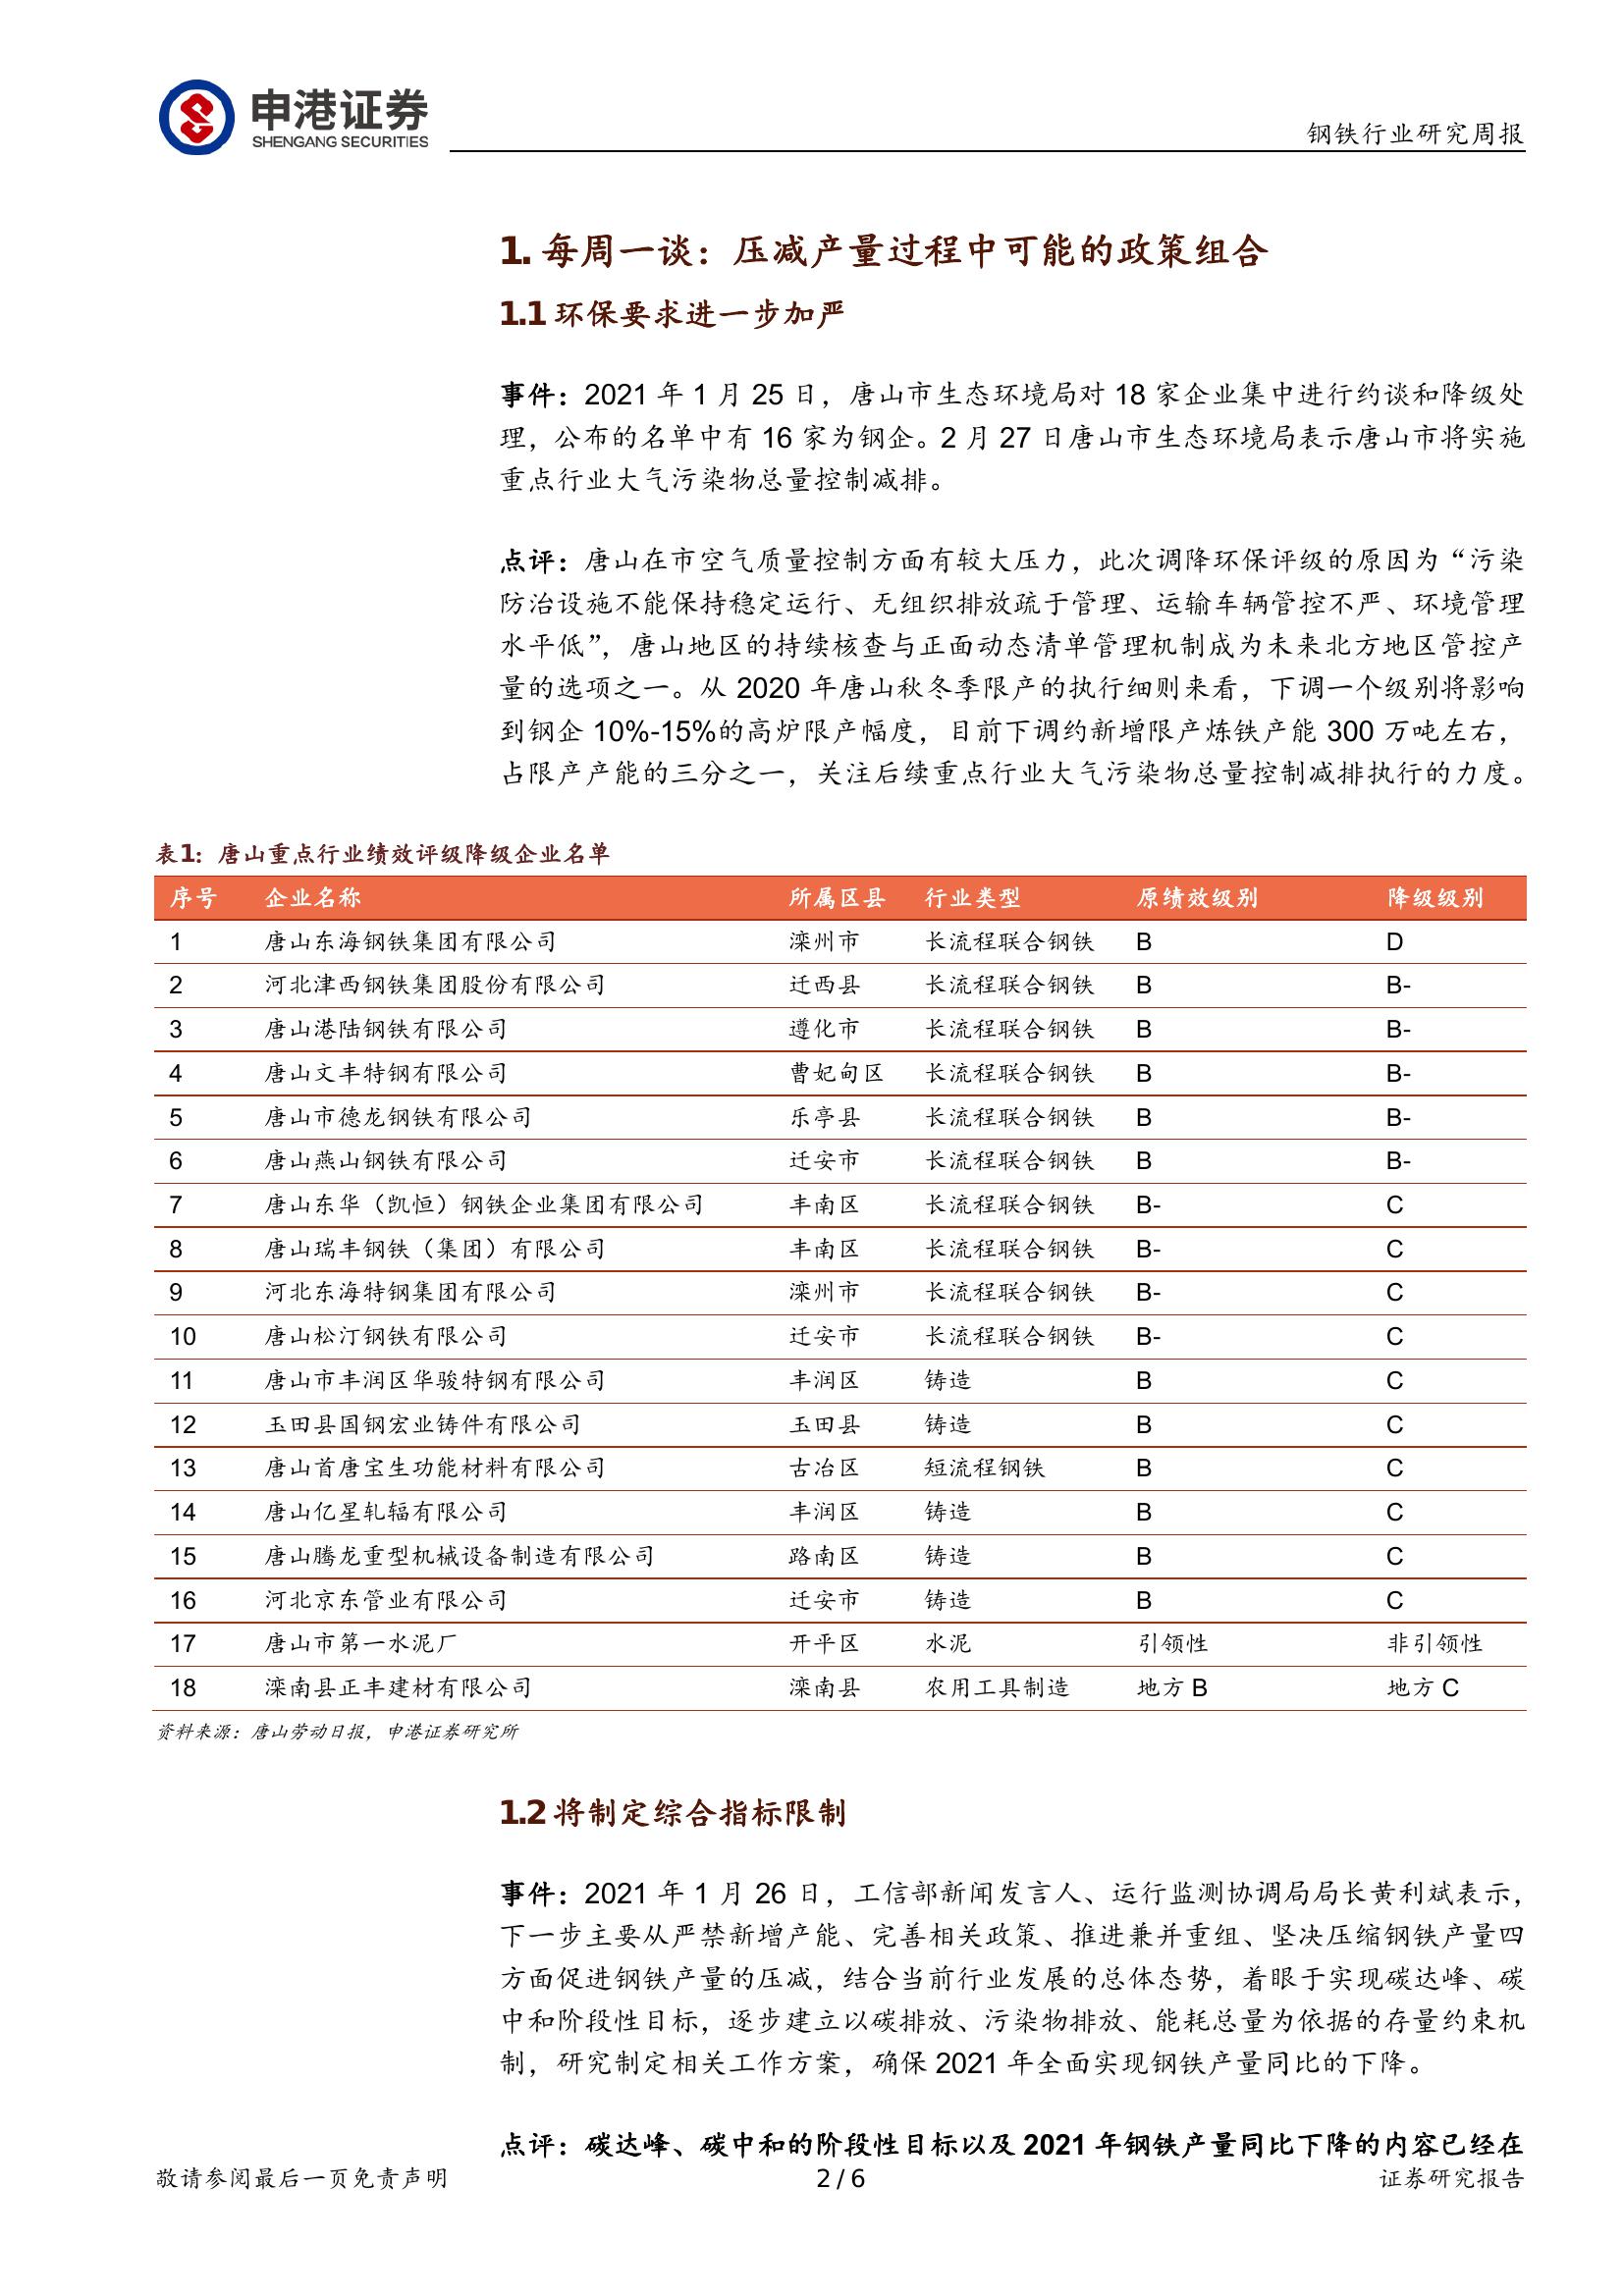 申港证券
SHENGANG SECURITIES
钢铁行业研究周报
1. 每周一谈：压减产量过程中可能的政策组合
1.1 环保要求进一步加严
事件：2021 年 1 月 25 日，唐山市生态环境局对 18 家企业集中进行约谈和降级处
理，公布的名单中有 16 家为钢企。2 月 27 日唐山市生态环境局表示唐山市将实施
重点行业大气污染物总量控制减排。
点评：唐山在市空气质量控制方面有较大压力，此次调降环保评级的原因为“污染
防治设施不能保持稳定运行、无组织排放疏于管理、运输车辆管控不严、环境管理
水平低”，唐山地区的持续核查与正面动态清单管理机制成为未来北方地区管控产
量的选项之一。从 2020 年唐山秋冬季限产的执行细则来看，下调一个级别将影响
到钢企 10%-15%的高炉限产幅度，目前下调约新增限产炼铁产能 300 万吨左右，
占限产产能的三分之一，关注后续重点行业大气污染物总量控制减排执行的力度。
表1：唐山重点行业绩效评级降级企业名单
序号 企业名称 所属区县 行业类型 原绩效级别 降级级别
1 唐山东海钢铁集团有限公司 滦州市 长流程联合钢铁 B D
2 河北津西钢铁集团股份有限公司 迁西县 长流程联合钢铁 B B-
3 唐山港陆钢铁有限公司 遵化市 长流程联合钢铁 B B-
4 唐山文丰特钢有限公司 曹妃甸区 长流程联合钢铁 B B-
5 唐山市德龙钢铁有限公司 乐亭县 长流程联合钢铁 B B-
6 唐山燕山钢铁有限公司 迁安市 长流程联合钢铁 B B-
7 唐山东华（凯恒）钢铁企业集团有限公司 丰南区 长流程联合钢铁 B- C
8 唐山瑞丰钢铁（集团）有限公司 丰南区 长流程联合钢铁 B- C
9 河北东海特钢集团有限公司 滦州市 长流程联合钢铁 B- C
10 唐山松汀钢铁有限公司 迁安市 长流程联合钢铁 B- C
11 唐山市丰润区华骏特钢有限公司 丰润区 铸造 B C
12 玉田县国钢宏业铸件有限公司 玉田县 铸造 B C
13 唐山首唐宝生功能材料有限公司 古冶区 短流程钢铁 B C
14 唐山亿星轧辐有限公司 丰润区 铸造 B C
15 唐山腾龙重型机械设备制造有限公司 路南区 铸造 B C
16 河北京东管业有限公司 迁安市 铸造 B C
17 唐山市第一水泥厂 开平区 水泥 引领性 非引领性
18 滦南县正丰建材有限公司 滦南县 农用工具制造 地方 B 地方 C
资料来源：唐山劳动日报，申港证券研究所
1.2 将制定综合指标限制
事件：2021 年 1 月 26 日，工信部新闻发言人、运行监测协调局局长黄利斌表示，
下一步主要从严禁新增产能、完善相关政策、推进兼并重组、坚决压缩钢铁产量四
方面促进钢铁产量的压减，结合当前行业发展的总体态势，着眼于实现碳达峰、碳
中和阶段性目标，逐步建立以碳排放、污染物排放、能耗总量为依据的存量约束机
制，研究制定相关工作方案，确保 2021 年全面实现钢铁产量同比的下降。
点评：碳达峰、碳中和的阶段性目标以及 2021 年钢铁产量同比下降的内容已经在
敬请参阅最后一页免责声明 2 / 6 证券研究报告